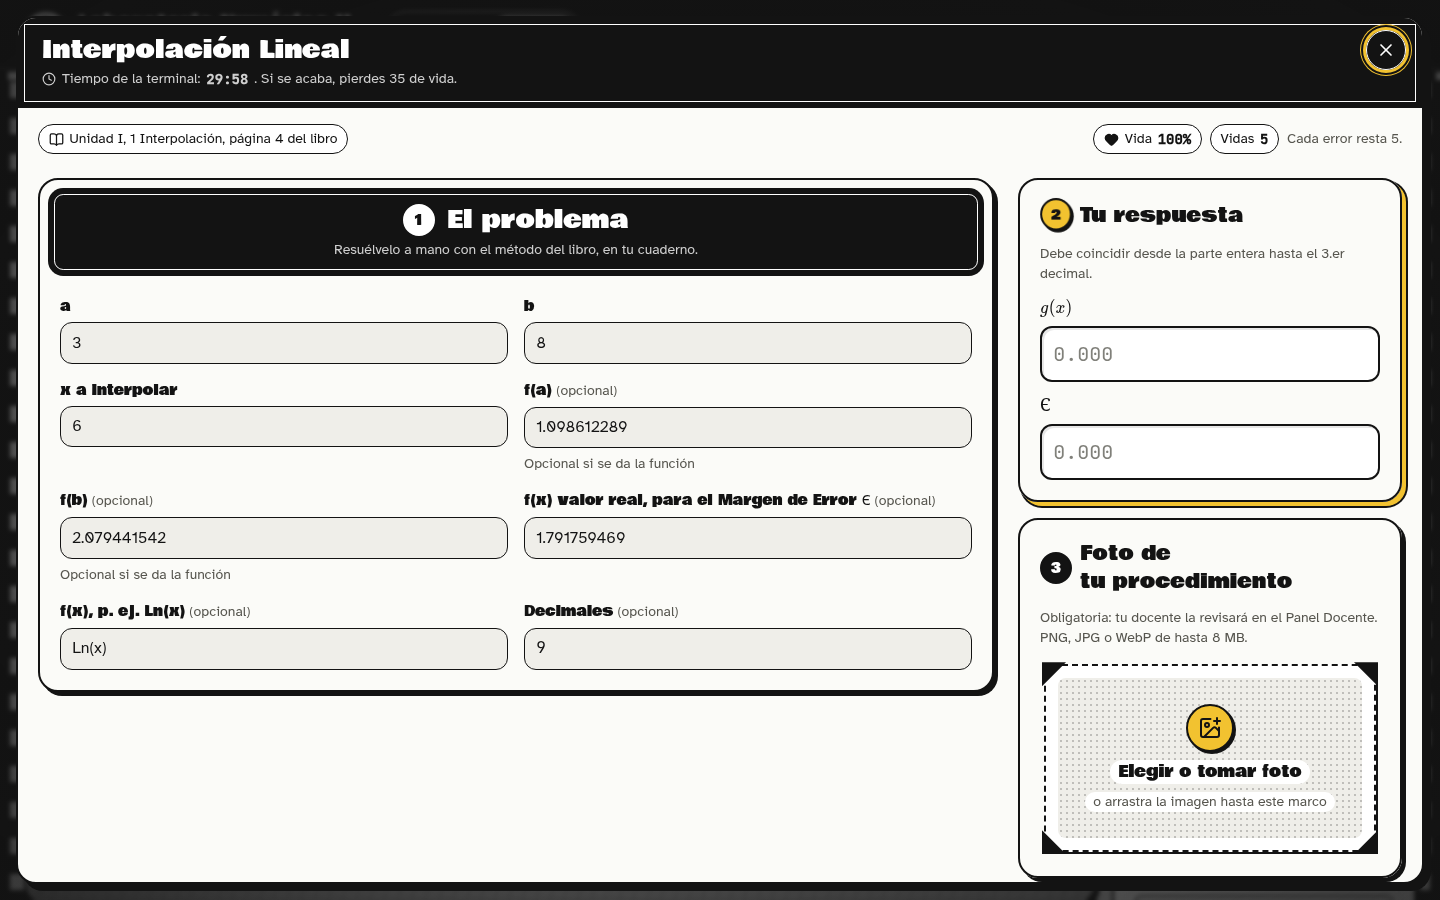 Interpolación Lineal
Tiempo de la terminal: 29:58 . Si se acaba, pierdes 35 de vida.
Unidad I, 1 Interpolación, página 4 del libro
Vida 100%
Vidas 5
Cada error resta 5.
1 El problema
Resuélvelo a mano con el método del libro, en tu cuaderno.
a
3
b
8
x a interpolar
6
f(a) (opcional)
1.098612289
Opcional si se da la función
f(b) (opcional)
2.079441542
Opcional si se da la función
f(x) valor real, para el Margen de Error Є (opcional)
1.791759469
f(x), p. ej. Ln(x) (opcional)
Ln(x)
Decimales (opcional)
9
2 Tu respuesta
Debe coincidir desde la parte entera hasta el 3.er
decimal.
g(x)
0.000
Є
0.000
3 Foto de
tu procedimiento
Obligatoria: tu docente la revisará en el Panel Docente.
PNG, JPG o WebP de hasta 8 MB.
Elegir o tomar foto
o arrastra la imagen hasta este marco